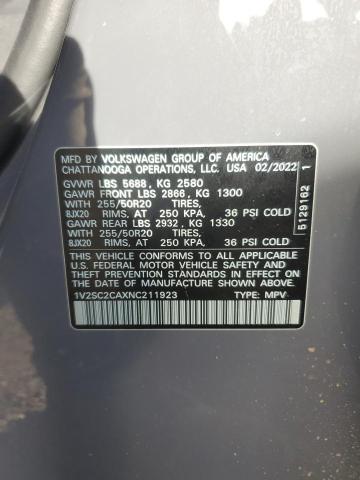 MFD BY VOLKSWAGEN GROUP OF AMERICA
CHATTANOOGA OPERATIONS, LLC. USA 02/2022
GVWR LBS 5688, KG 2580
GAWR FRONT LBS 2866, KG 1300
WITH 255/50R20 TIRES,
8JX20 RIMS, AT 250 KPA, 36 PSI COLD
GAWR REAR LBS 2932, KG 1330
WITH 255/50R20 TIRES,
8JX20 RIMS, AT 250 KPA, 36 PSI COLD
THIS VEHICLE CONFORMS TO ALL APPLICABLE
FEDERAL MOTOR VEHICLE SAFETY AND
THEFT PREVENTION STANDARDS IN EFFECT ON
THE DATE OF MANUFACTURE SHOWN ABOVE.
1V2SC2CAXNC211923 TYPE: MPV
5129162 1